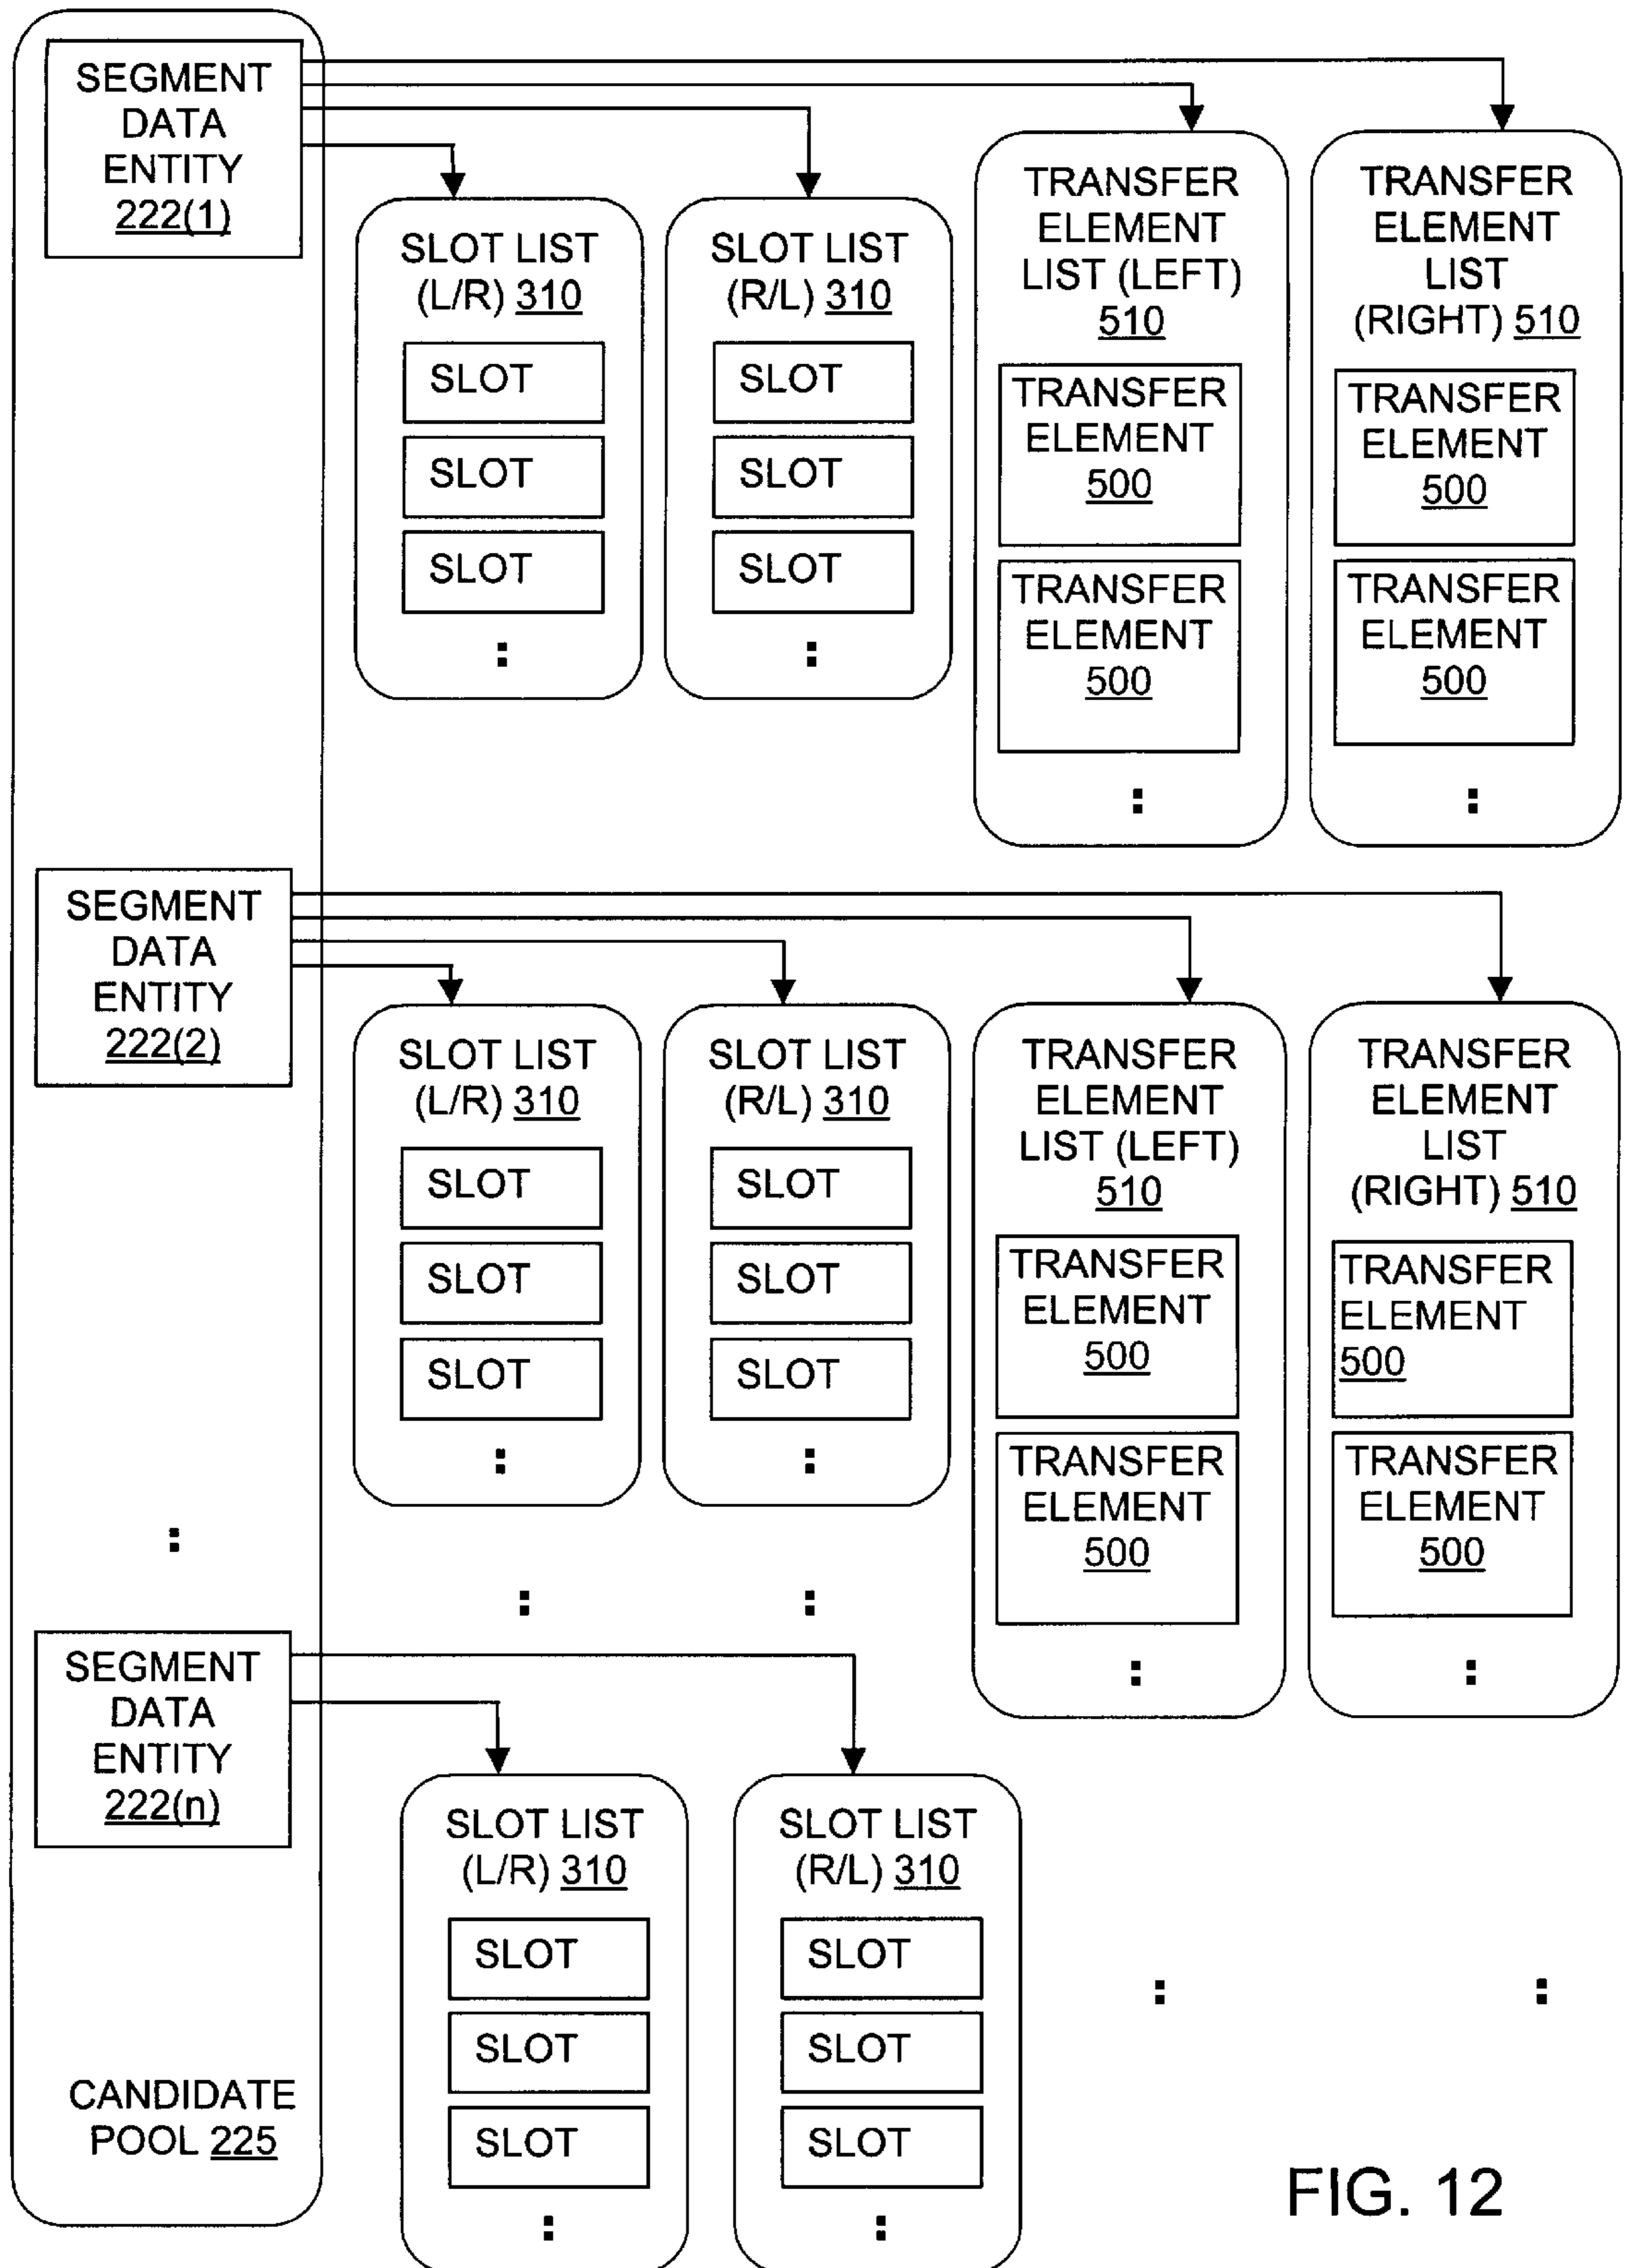 SEGMENT
DATA
ENTITY
222(1)
SLOT LIST
(L/R) 310
SLOT
SLOT
SLOT
:
SLOT LIST
(R/L) 310
SLOT
SLOT
SLOT
:
TRANSFER
ELEMENT
LIST (LEFT)
510
TRANSFER
ELEMENT
500
TRANSFER
ELEMENT
500
:
TRANSFER
ELEMENT
LIST
(RIGHT) 510
TRANSFER
ELEMENT
500
TRANSFER
ELEMENT
500
:
SEGMENT
DATA
ENTITY
222(2)
SLOT LIST
(L/R) 310
SLOT
SLOT
SLOT
:
SLOT LIST
(R/L) 310
SLOT
SLOT
SLOT
:
TRANSFER
ELEMENT
LIST (LEFT)
510
TRANSFER
ELEMENT
500
TRANSFER
ELEMENT
500
:
TRANSFER
ELEMENT
LIST
(RIGHT) 510
TRANSFER
ELEMENT
500
TRANSFER
ELEMENT
500
:
:
:
:
SEGMENT
DATA
ENTITY
222(n)
SLOT LIST
(L/R) 310
SLOT
SLOT
SLOT
:
SLOT LIST
(R/L) 310
SLOT
SLOT
SLOT
:
:
:
CANDIDATE
POOL 225
FIG. 12